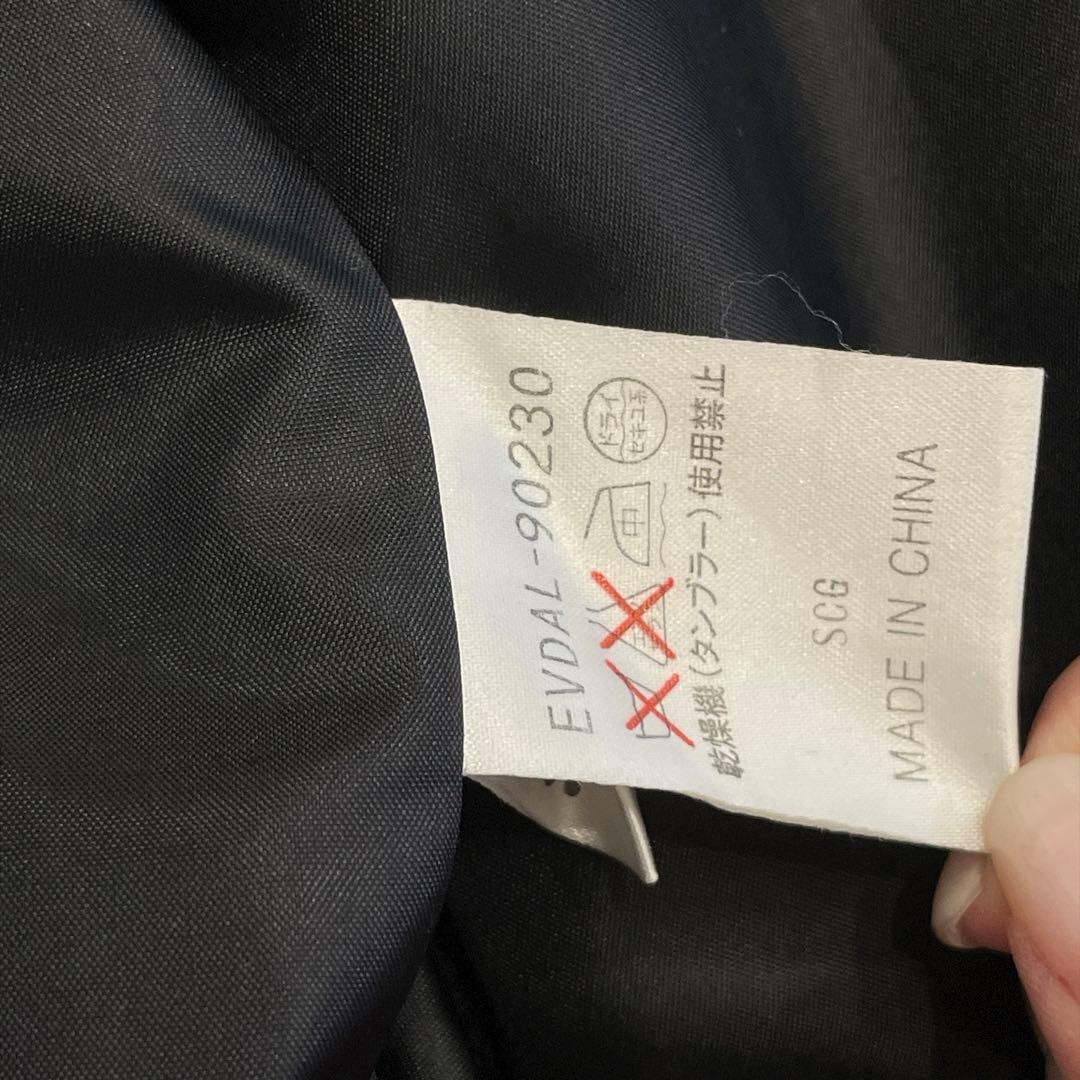 EVDAL-90230
中 ドライ セキユ系
乾燥機(タンブラー)使用禁止
SCG
MADE IN CHINA